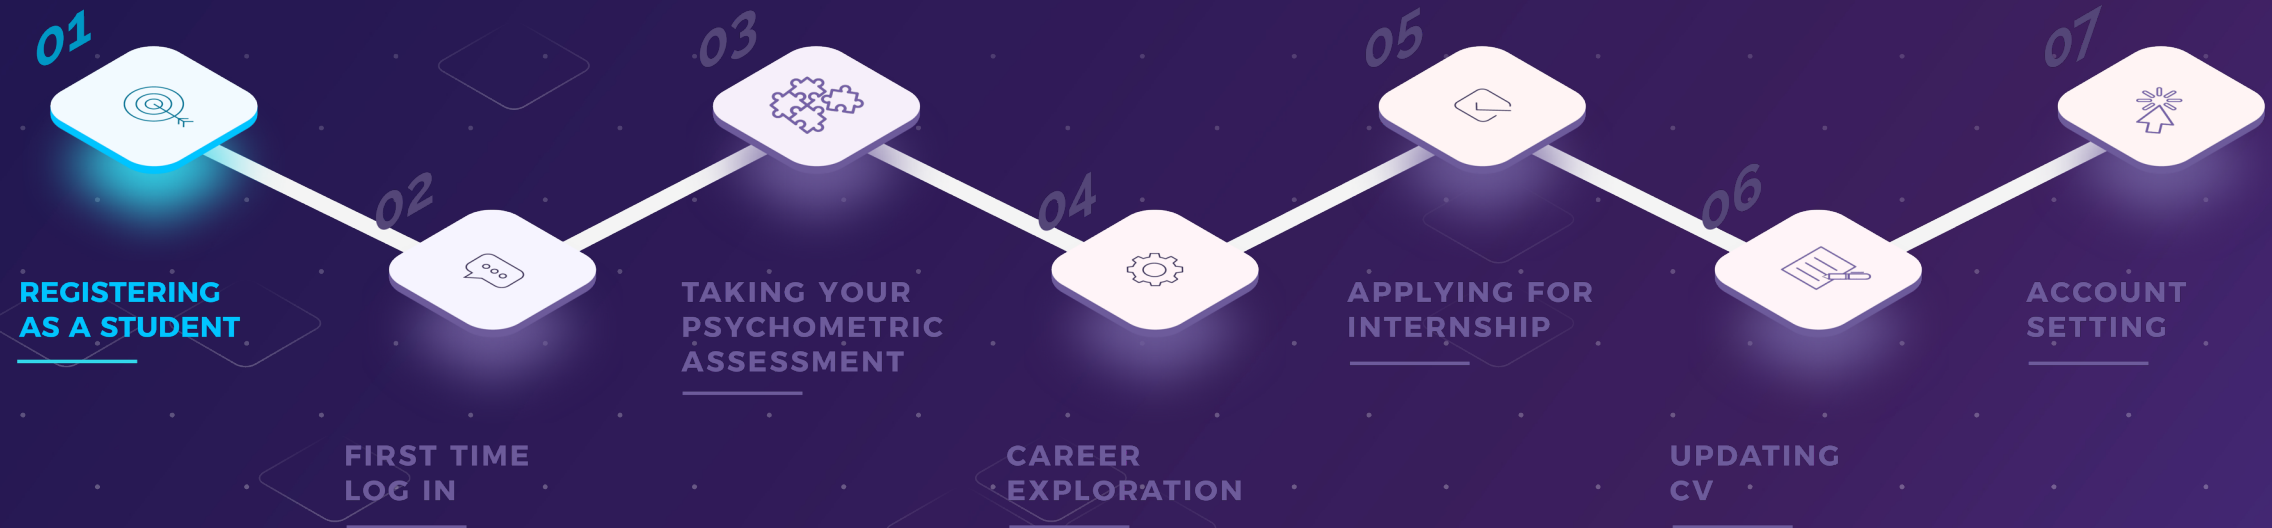 01
REGISTERING
AS A STUDENT
02
FIRST TIME
LOG IN
03
TAKING YOUR
PSYCHOMETRIC
ASSESSMENT
04
CAREER
EXPLORATION
05
APPLYING FOR
INTERNSHIP
06
UPDATING
CV
07
ACCOUNT
SETTING